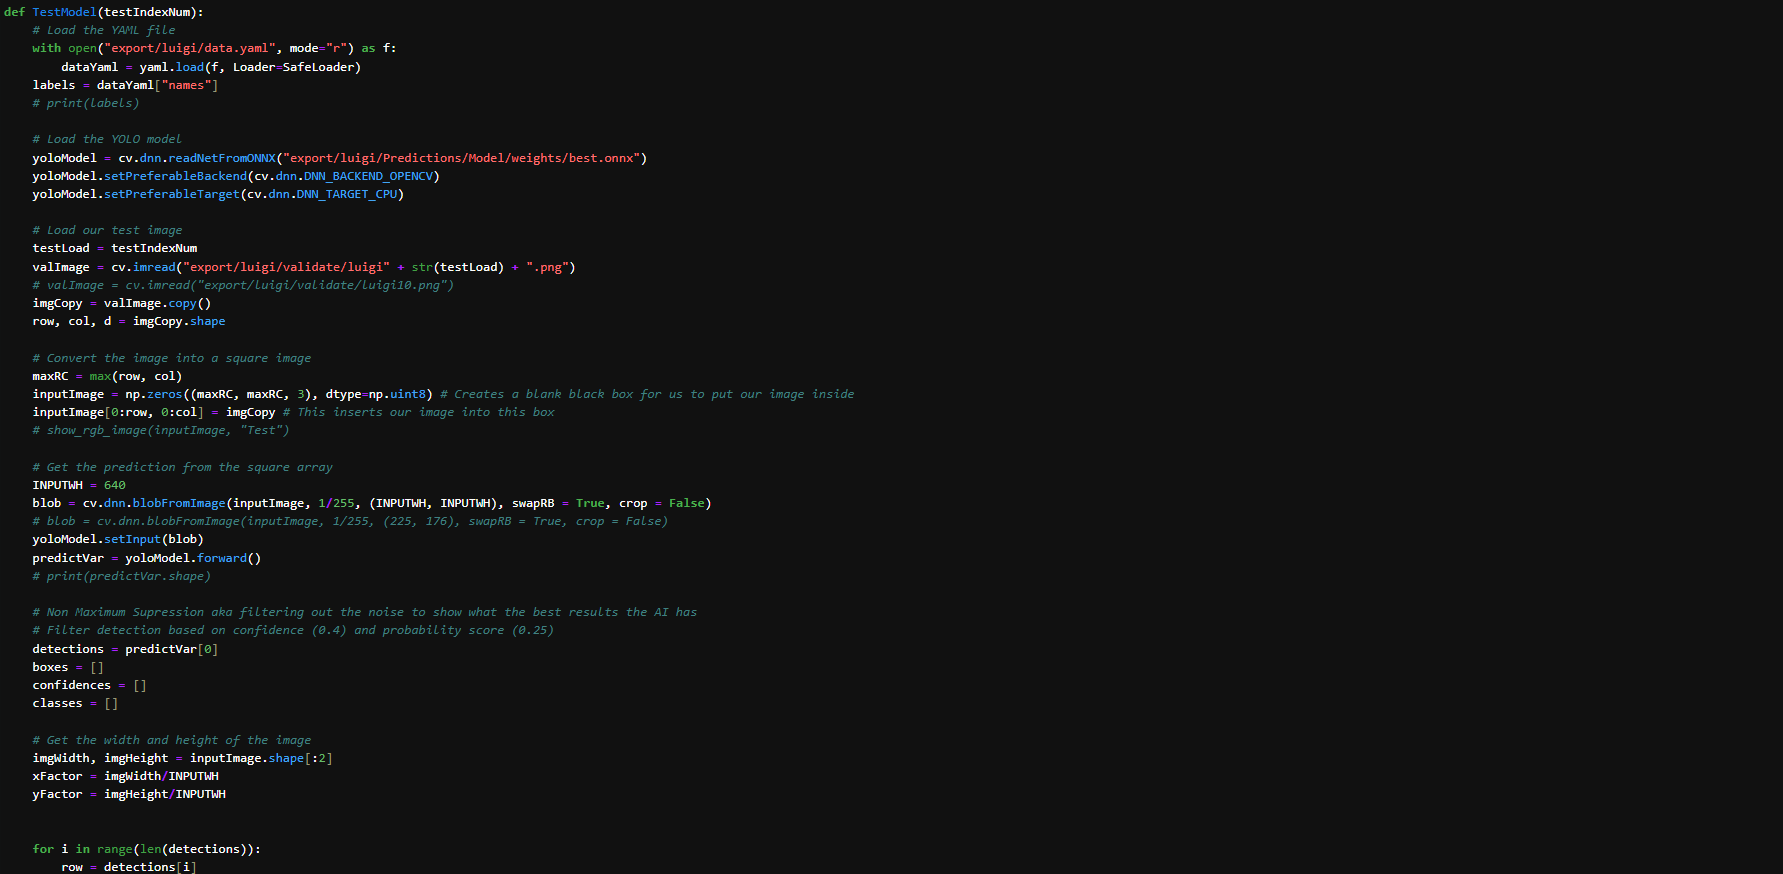 def TestModel(testIndexNum):
    # Load the YAML file
    with open("export/luigi/data.yaml", mode="r") as f:
        dataYaml = yaml.load(f, Loader=SafeLoader)
    labels = dataYaml["names"]
    # print(labels)

    # Load the YOLO model
    yoloModel = cv.dnn.readNetFromONNX("export/luigi/Predictions/Model/weights/best.onnx")
    yoloModel.setPreferableBackend(cv.dnn.DNN_BACKEND_OPENCV)
    yoloModel.setPreferableTarget(cv.dnn.DNN_TARGET_CPU)

    # Load our test image
    testLoad = testIndexNum
    valImage = cv.imread("export/luigi/validate/luigi" + str(testLoad) + ".png")
    # valImage = cv.imread("export/luigi/validate/luigi10.png")
    imgCopy = valImage.copy()
    row, col, d = imgCopy.shape

    # Convert the image into a square image
    maxRC = max(row, col)
    inputImage = np.zeros((maxRC, maxRC, 3), dtype=np.uint8) # Creates a blank black box for us to put our image inside
    inputImage[0:row, 0:col] = imgCopy # This inserts our image into this box
    # show_rgb_image(inputImage, "Test")

    # Get the prediction from the square array
    INPUTWH = 640
    blob = cv.dnn.blobFromImage(inputImage, 1/255, (INPUTWH, INPUTWH), swapRB = True, crop = False)
    # blob = cv.dnn.blobFromImage(inputImage, 1/255, (225, 176), swapRB = True, crop = False)
    yoloModel.setInput(blob)
    predictVar = yoloModel.forward()
    # print(predictVar.shape)

    # Non Maximum Supression aka filtering out the noise to show what the best results the AI has
    # Filter detection based on confidence (0.4) and probability score (0.25)
    detections = predictVar[0]
    boxes = []
    confidences = []
    classes = []

    # Get the width and height of the image
    imgWidth, imgHeight = inputImage.shape[:2]
    xFactor = imgWidth/INPUTWH
    yFactor = imgHeight/INPUTWH


    for i in range(len(detections)):
        row = detections[i]